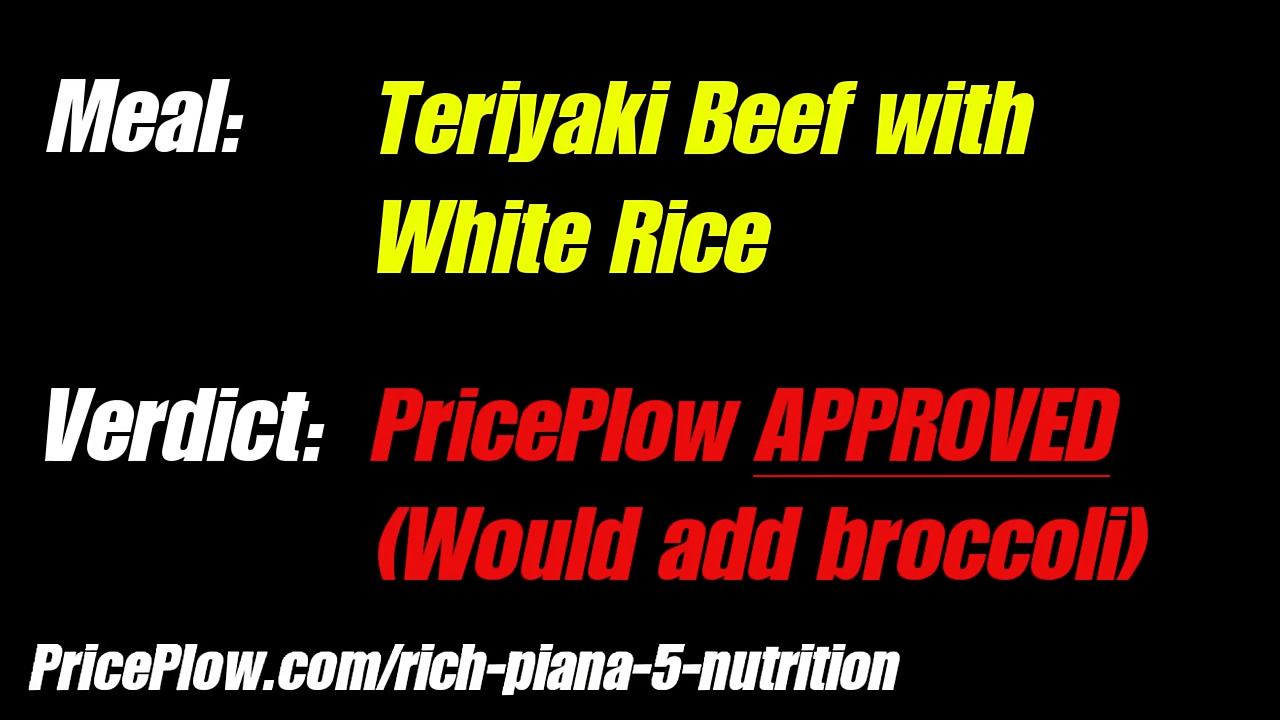 Meal: Teriyaki Beef with
White Rice
Verdict: PricePlow APPROVED
(Would add broccoli)
PricePlow.com/rich-piana-5-nutrition